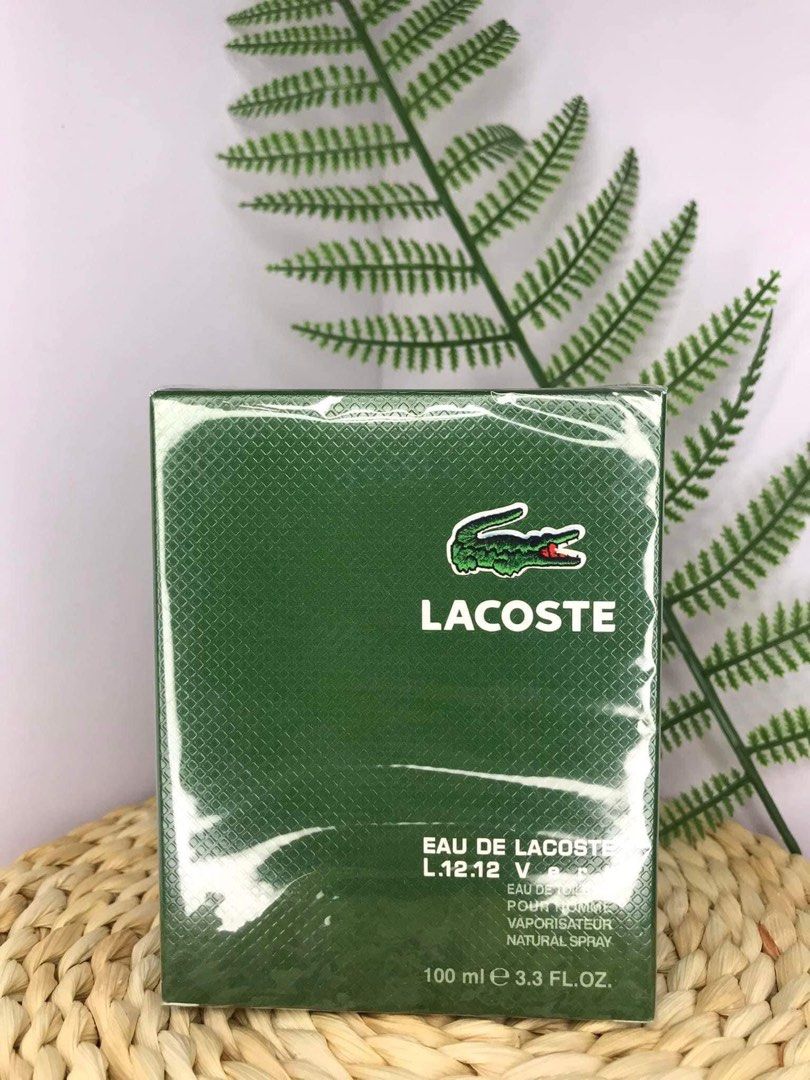 LACOSTE
EAU DE LACOSTE
L.12.12 Ver
EAU DE
POUR HOMME
VAPORISATEUR
NATURAL SPRAY
100 ml e 3.3 FL.OZ.